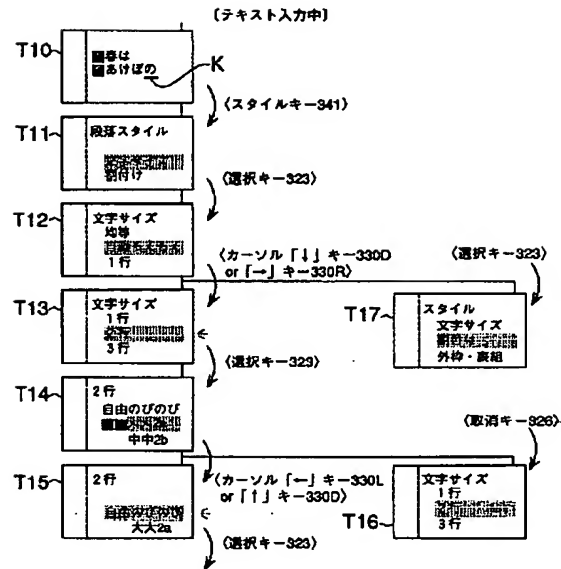 〔テキスト入力中〕
T10
春は
あけぼの
K
〈スタイルキー341〉
T11
段落スタイル
割付け
〈選択キー323〉
T12
文字サイズ
均等
1行
〈カーソル「↓」キー330D
or「→」キー330R〉
〈選択キー323〉
T13
文字サイズ
1行
3行
T17
スタイル
文字サイズ
外枠・表組
〈選択キー323〉
T14
2行
自由のびのび
中中2b
〈取消キー326〉
〈カーソル「←」キー330L
or「↑」キー330D〉
T15
2行
大大2a
T16
文字サイズ
1行
3行
〈選択キー323〉